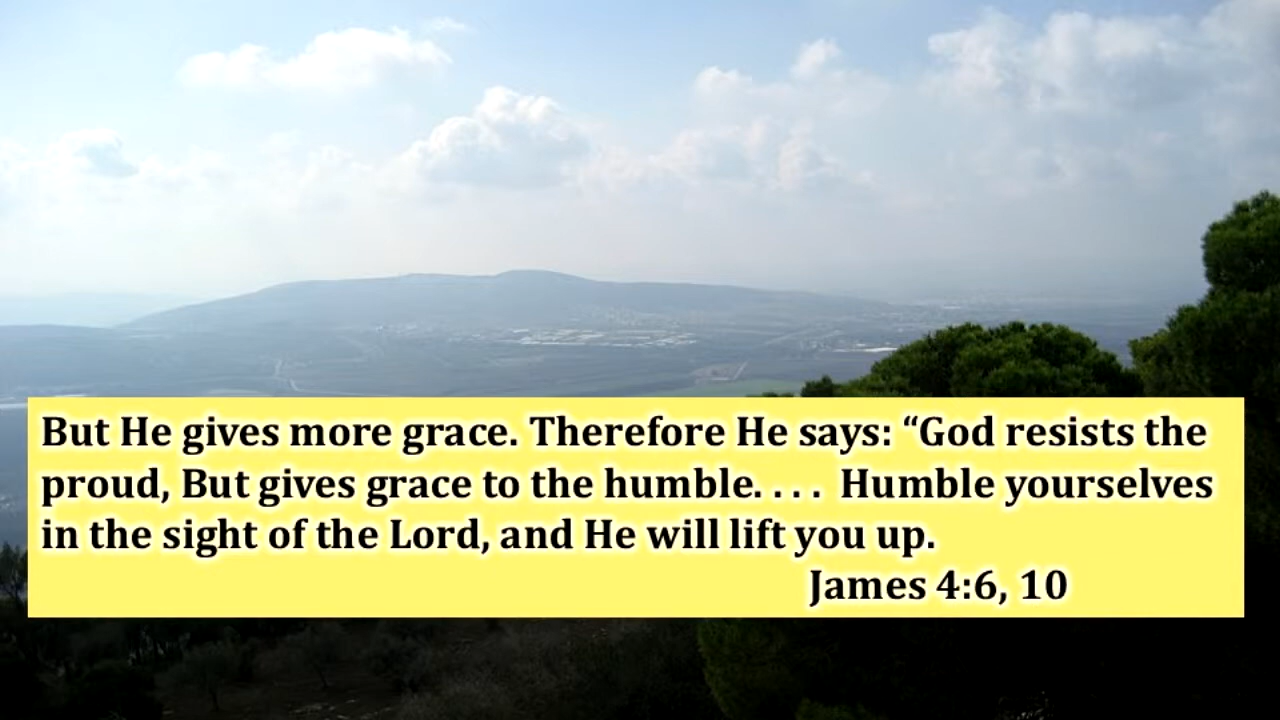 But He gives more grace. Therefore He says: “God resists the
proud, But gives grace to the humble. . . .  Humble yourselves
in the sight of the Lord, and He will lift you up.
James 4:6, 10